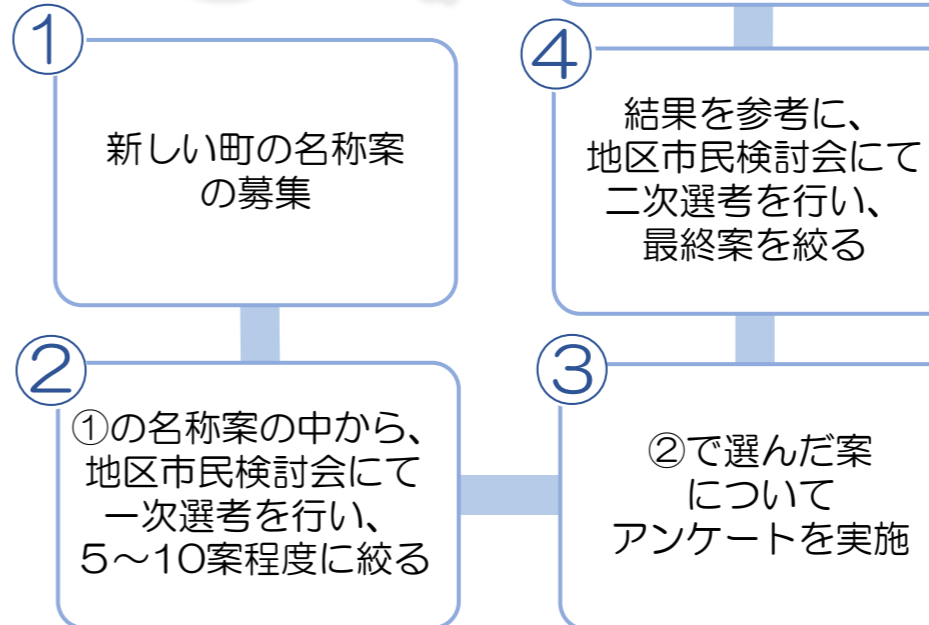 ①
新しい町の名称案
の募集
②
①の名称案の中から、
地区市民検討会にて
一次選考を行い、
5~10案程度に絞る
③
②で選んだ案
について
アンケートを実施
④
結果を参考に、
地区市民検討会にて
二次選考を行い、
最終案を絞る